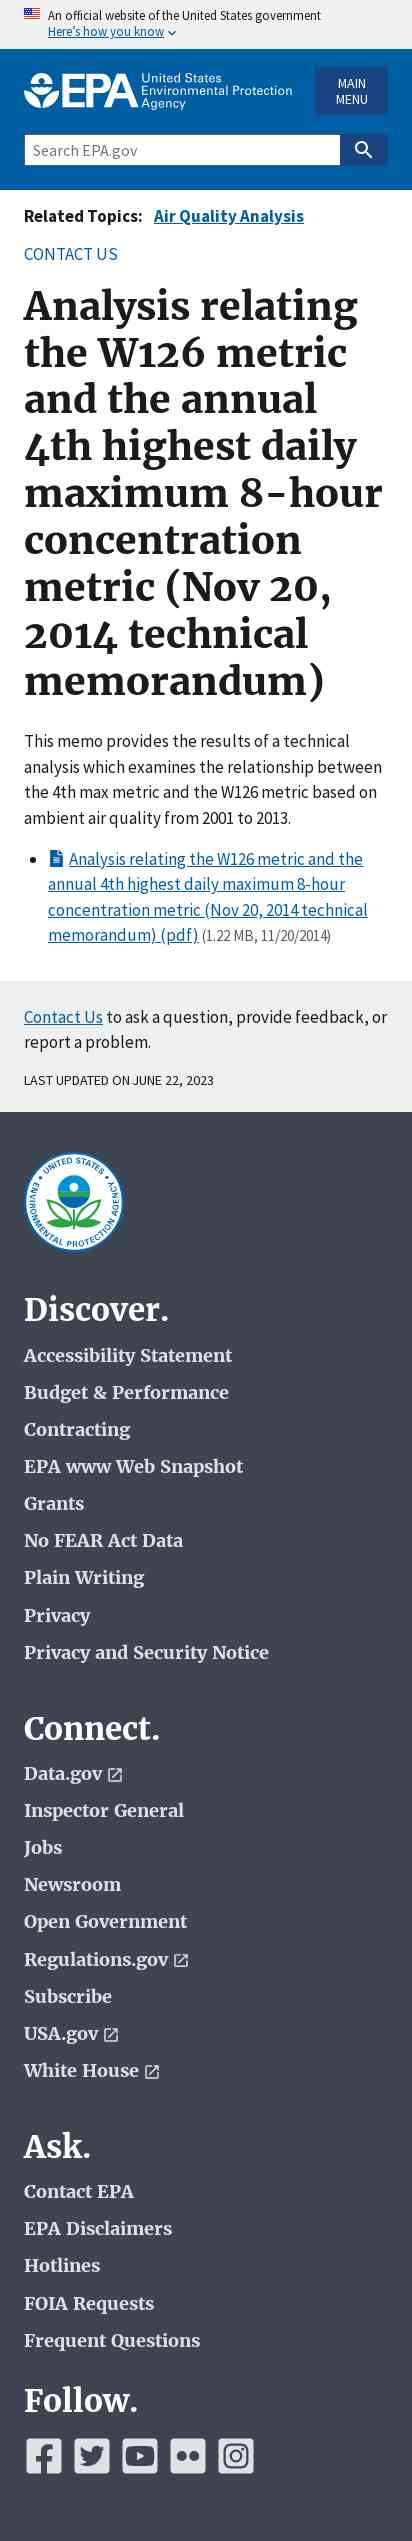 An official website of the United States government
Here's how you know
EPA United States
Environmental Protection
Agency
MAIN
MENU
Search EPA.gov
Related Topics: Air Quality Analysis
CONTACT US
Analysis relating
the W126 metric
and the annual
4th highest daily
maximum 8-hour
concentration
metric (Nov 20,
2014 technical
memorandum)
This memo provides the results of a technical
analysis which examines the relationship between
the 4th max metric and the W126 metric based on
ambient air quality from 2001 to 2013.
Analysis relating the W126 metric and the
annual 4th highest daily maximum 8-hour
concentration metric (Nov 20, 2014 technical
memorandum) (pdf) (1.22 MB, 11/20/2014)
Contact Us to ask a question, provide feedback, or
report a problem.
LAST UPDATED ON JUNE 22, 2023
UNITED STATES
ENVIRONMENTAL PROTECTION AGENCY
Discover.
Accessibility Statement
Budget & Performance
Contracting
EPA www Web Snapshot
Grants
No FEAR Act Data
Plain Writing
Privacy
Privacy and Security Notice
Connect.
Data.gov
Inspector General
Jobs
Newsroom
Open Government
Regulations.gov
Subscribe
USA.gov
White House
Ask.
Contact EPA
EPA Disclaimers
Hotlines
FOIA Requests
Frequent Questions
Follow.